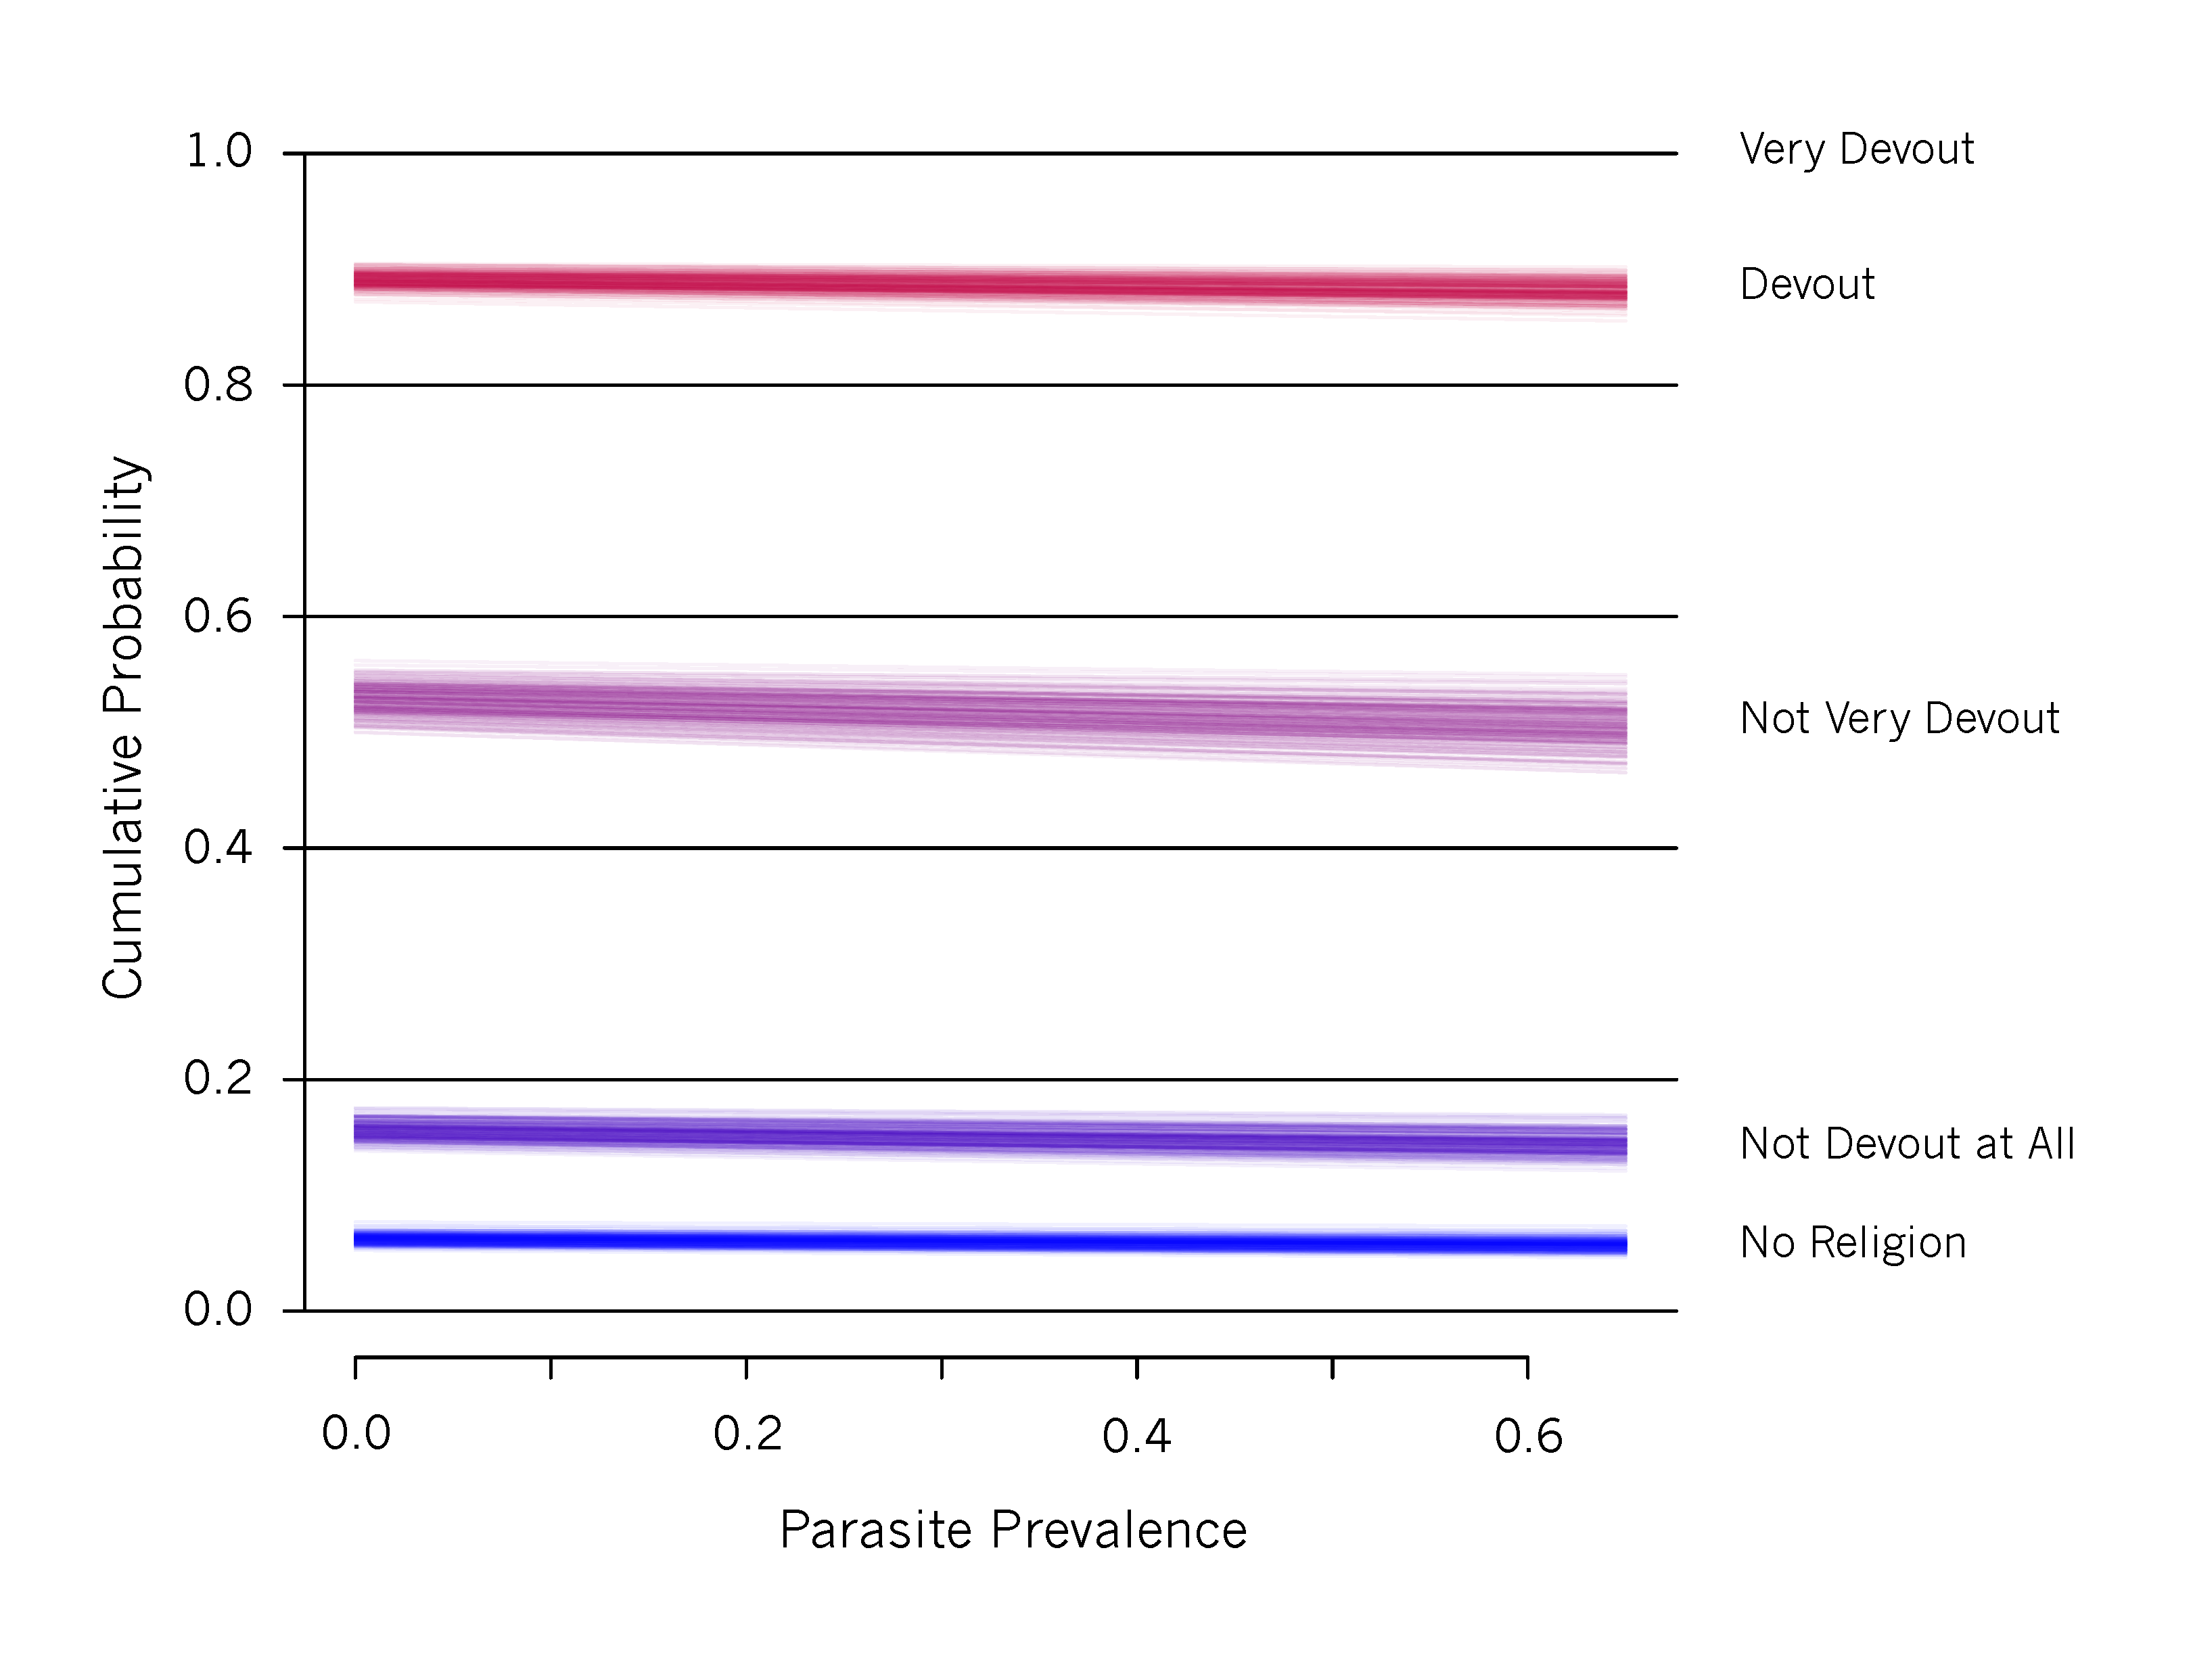 1.0
0.8
0.6
0.4
0.2
0.0
Cumulative Probability
Very Devout
Devout
Not Very Devout
Not Devout at All
No Religion
0.0
0.2
0.4
0.6
Parasite Prevalence